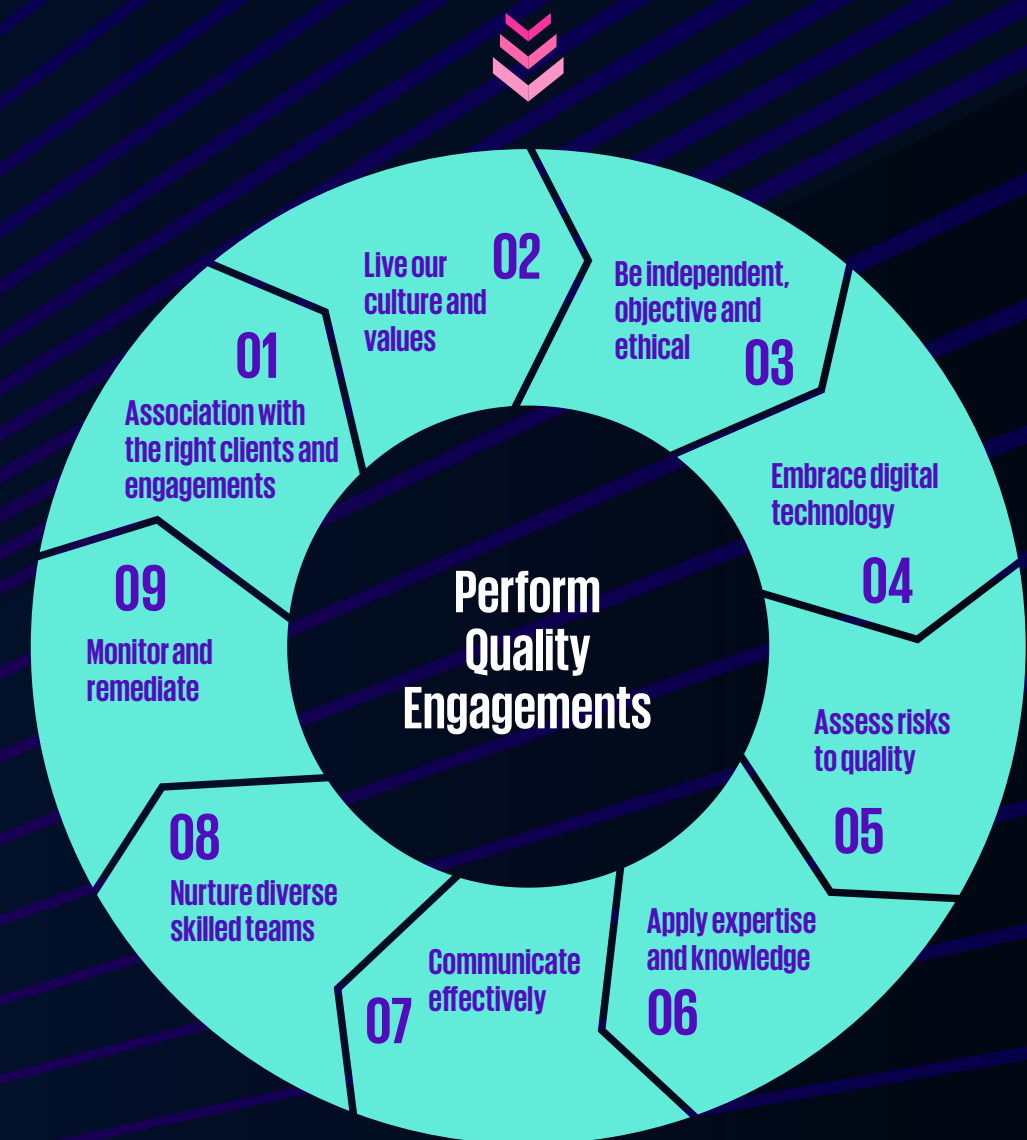 01
Association with
the right clients and
engagements
02
Live our
culture and
values
03
Be independent,
objective and
ethical
04
Embrace digital
technology
05
Assess risks
to quality
06
Apply expertise
and knowledge
07
Communicate
effectively
08
Nurture diverse
skilled teams
09
Monitor and
remediate
Perform
Quality
Engagements